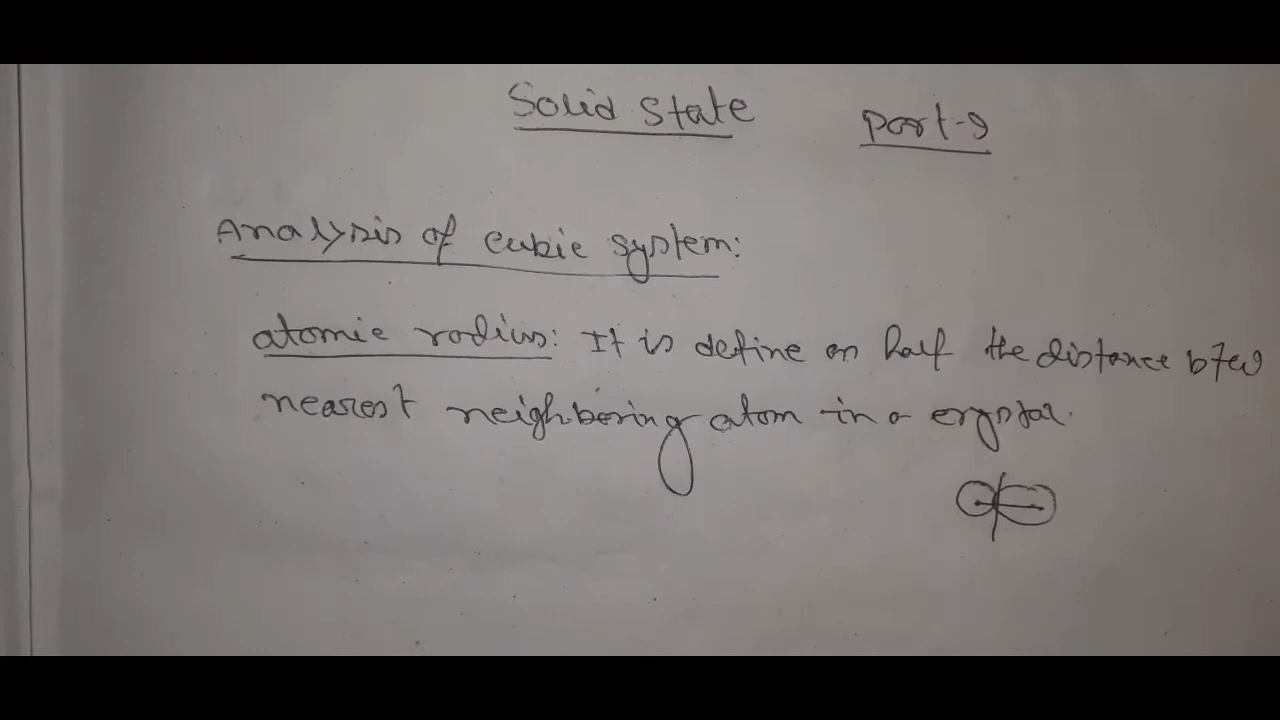 Solid State
Part-9
Analysis of cubic system:
atomic radius: It is define as half the distance btw
nearest neighboring atom in a crystal.